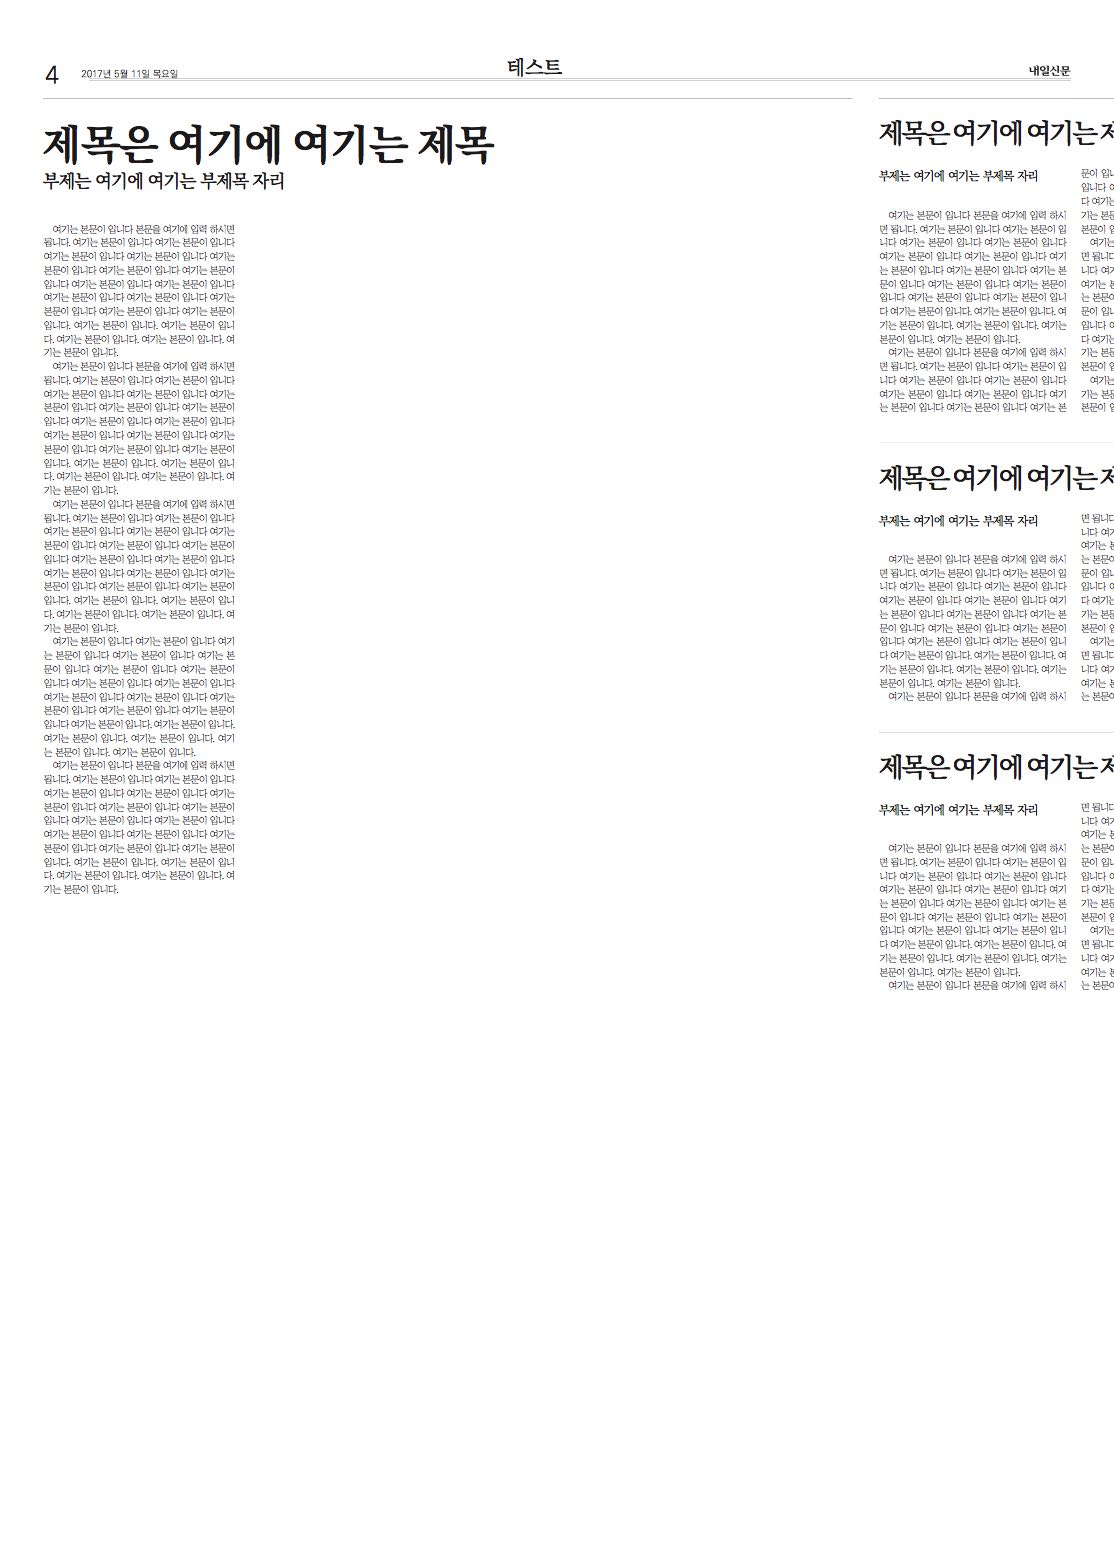 4
2017년 5월 11일 목요일
테스트
내일신문
제목은 여기에 여기는 제목
부제는 여기에 여기는 부제목 자리
여기는 본문이 입니다 본문을 여기에 입력 하시면
됩니다. 여기는 본문이 입니다 여기는 본문이 입니다
여기는 본문이 입니다 여기는 본문이 입니다 여기는
본문이 입니다 여기는 본문이 입니다 여기는 본문이
입니다 여기는 본문이 입니다 여기는 본문이 입니다
여기는 본문이 입니다 여기는 본문이 입니다 여기는
본문이 입니다 여기는 본문이 입니다 여기는 본문이
입니다. 여기는 본문이 입니다. 여기는 본문이 입니
다. 여기는 본문이 입니다. 여기는 본문이 입니다. 여
기는 본문이 입니다.
여기는 본문이 입니다 본문을 여기에 입력 하시면
됩니다. 여기는 본문이 입니다 여기는 본문이 입니다
여기는 본문이 입니다 여기는 본문이 입니다 여기는
본문이 입니다 여기는 본문이 입니다 여기는 본문이
입니다 여기는 본문이 입니다 여기는 본문이 입니다
여기는 본문이 입니다 여기는 본문이 입니다 여기는
본문이 입니다 여기는 본문이 입니다 여기는 본문이
입니다. 여기는 본문이 입니다. 여기는 본문이 입니
다. 여기는 본문이 입니다. 여기는 본문이 입니다. 여
기는 본문이 입니다.
여기는 본문이 입니다 본문을 여기에 입력 하시면
됩니다. 여기는 본문이 입니다 여기는 본문이 입니다
여기는 본문이 입니다 여기는 본문이 입니다 여기는
본문이 입니다 여기는 본문이 입니다 여기는 본문이
입니다 여기는 본문이 입니다 여기는 본문이 입니다
여기는 본문이 입니다 여기는 본문이 입니다 여기는
본문이 입니다 여기는 본문이 입니다 여기는 본문이
입니다. 여기는 본문이 입니다. 여기는 본문이 입니
다. 여기는 본문이 입니다. 여기는 본문이 입니다. 여
기는 본문이 입니다.
여기는 본문이 입니다 여기는 본문이 입니다 여기
는 본문이 입니다 여기는 본문이 입니다 여기는 본
문이 입니다 여기는 본문이 입니다 여기는 본문이
입니다 여기는 본문이 입니다 여기는 본문이 입니다
여기는 본문이 입니다 여기는 본문이 입니다 여기는
본문이 입니다 여기는 본문이 입니다 여기는 본문이
입니다 여기는 본문이 입니다. 여기는 본문이 입니다.
여기는 본문이 입니다. 여기는 본문이 입니다. 여기
는 본문이 입니다. 여기는 본문이 입니다.
여기는 본문이 입니다 본문을 여기에 입력 하시면
됩니다. 여기는 본문이 입니다 여기는 본문이 입니다
여기는 본문이 입니다 여기는 본문이 입니다 여기는
본문이 입니다 여기는 본문이 입니다 여기는 본문이
입니다 여기는 본문이 입니다 여기는 본문이 입니다
여기는 본문이 입니다 여기는 본문이 입니다 여기는
본문이 입니다 여기는 본문이 입니다 여기는 본문이
입니다. 여기는 본문이 입니다. 여기는 본문이 입니
다. 여기는 본문이 입니다. 여기는 본문이 입니다. 여
기는 본문이 입니다.
제목은 여기에 여기는
부제는 여기에 여기는 부제목 자리
여기는 본문이 입니다 본문을 여기에 입력 하시
면 됩니다. 여기는 본문이 입니다 여기는 본문이 입
니다 여기는 본문이 입니다 여기는 본문이 입니다
여기는 본문이 입니다 여기는 본문이 입니다 여기
는 본문이 입니다 여기는 본문이 입니다 여기는 본
문이 입니다 여기는 본문이 입니다 여기는 본문이
입니다 여기는 본문이 입니다 여기는 본문이 입니
다 여기는 본문이 입니다. 여기는 본문이 입니다. 여
기는 본문이 입니다. 여기는 본문이 입니다. 여기는
본문이 입니다. 여기는 본문이 입니다.
여기는 본문이 입니다 본문을 여기에 입력 하시
면 됩니다. 여기는 본문이 입니다 여기는 본문이 입
니다 여기는 본문이 입니다 여기는 본문이 입니다
여기는 본문이 입니다 여기는 본문이 입니다 여기
는 본문이 입니다 여기는 본문이 입니다 여기는 본
문이
입니다
다
기는
본문이
면
니다
여기는
는
문이
입니다
다
기는
본문이
기는
본문이
제목은 여기에 여기는
부제는 여기에 여기는 부제목 자리
여기는 본문이 입니다 본문을 여기에 입력 하시
면 됩니다. 여기는 본문이 입니다 여기는 본문이 입
니다 여기는 본문이 입니다 여기는 본문이 입니다
여기는 본문이 입니다 여기는 본문이 입니다 여기
는 본문이 입니다 여기는 본문이 입니다 여기는 본
문이 입니다 여기는 본문이 입니다 여기는 본문이
입니다 여기는 본문이 입니다 여기는 본문이 입니
다 여기는 본문이 입니다. 여기는 본문이 입니다. 여
기는 본문이 입니다. 여기는 본문이 입니다. 여기는
본문이 입니다. 여기는 본문이 입니다.
여기는 본문이 입니다 본문을 여기에 입력 하시
면
니다
여기는
는
문이
입니다
다
기는
본문이
면
니다
여기는
는
제목은 여기에 여기는
부제는 여기에 여기는 부제목 자리
여기는 본문이 입니다 본문을 여기에 입력 하시
면 됩니다. 여기는 본문이 입니다 여기는 본문이 입
니다 여기는 본문이 입니다 여기는 본문이 입니다
여기는 본문이 입니다 여기는 본문이 입니다 여기
는 본문이 입니다 여기는 본문이 입니다 여기는 본
문이 입니다 여기는 본문이 입니다 여기는 본문이
입니다 여기는 본문이 입니다 여기는 본문이 입니
다 여기는 본문이 입니다. 여기는 본문이 입니다. 여
기는 본문이 입니다. 여기는 본문이 입니다. 여기는
본문이 입니다. 여기는 본문이 입니다.
여기는 본문이 입니다 본문을 여기에 입력 하시
면
니다
여기는
는
문이
입니다
다
기는
본문이
면
니다
여기는
는